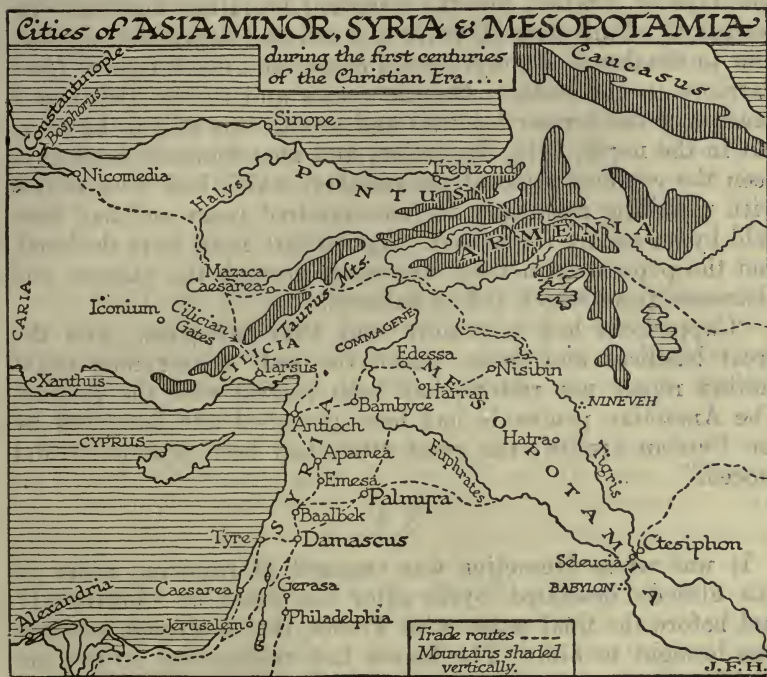 Cities of ASIA MINOR, SYRIA & MESOPOTAMIA
during the first centuries
of the Christian Era....
Caucasus
Constantinople
Bosphorus
Sinope
Nicomedia
Halys
PONTUS
Trebizond
ARMENIA
Mazaca
Caesarea
Taurus Mts.
Iconium
Cilician
Gates
CARIA
CILICIA
COMMAGENE
Xanthus
Tarsus
Edessa
Nisibin
Harran
NINEVEH
MESOPOTAMIA
Antioch
Bambyce
CYPRUS
SYRIA
Apamea
Hatra
Tigris
Emesa
Euphrates
Palmyra
Baalbek
Tyre
Damascus
Ctesiphon
Seleucia
Caesarea
Gerasa
BABYLON
Alexandria
Jerusalem
Philadelphia
Trade routes ----
Mountains shaded
vertically.
J.F.H.